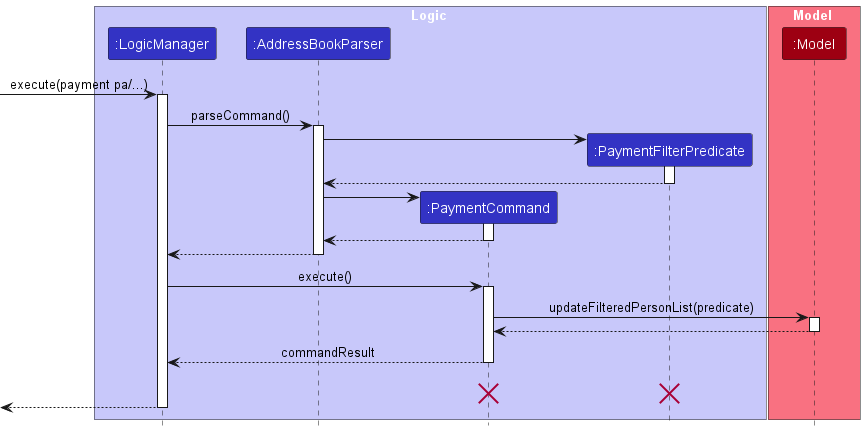 Logic
Model
:LogicManager
:AddressBookParser
:Model
execute(payment pa/...)
parseCommand()
:PaymentFilterPredicate
:PaymentCommand
execute()
updateFilteredPersonList(predicate)
commandResult